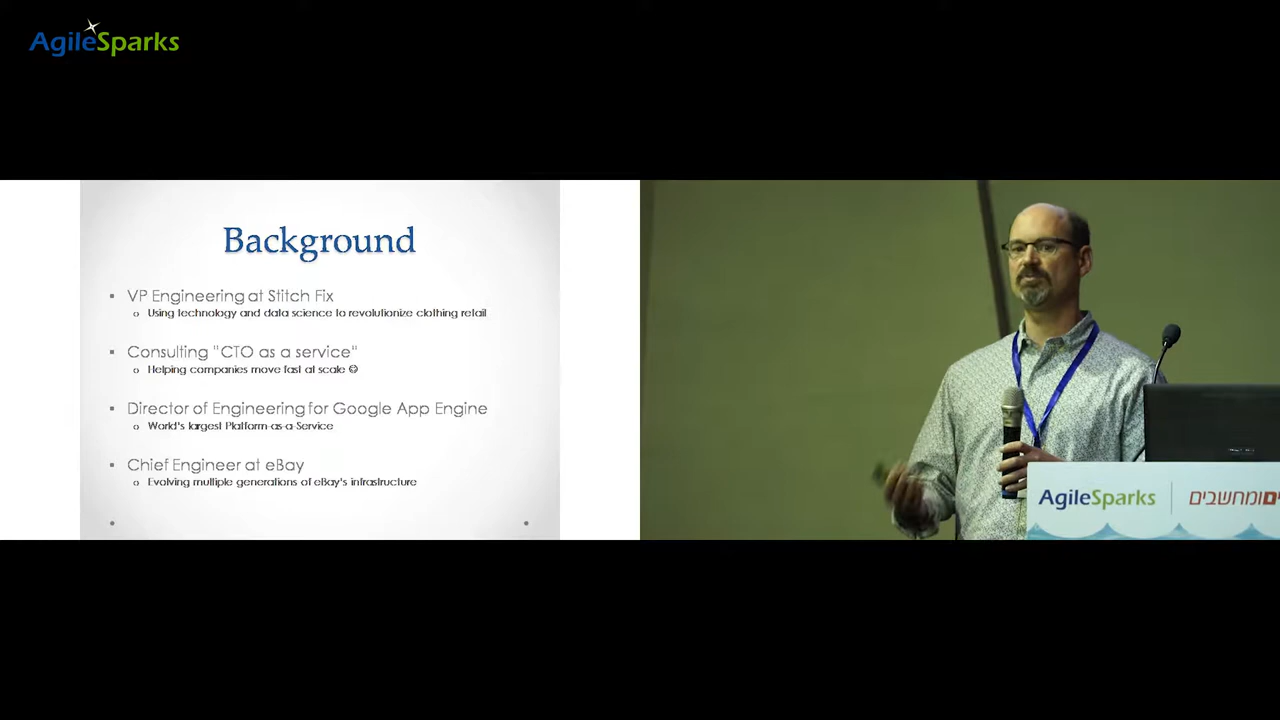 AgileSparks
Background
VP Engineering at Stitch Fix
Using technology and data science to revolutionize clothing retail
Consulting "CTO as a service"
Helping companies move fast at scale ☺
Director of Engineering for Google App Engine
World's largest Platform-as-a-Service
Chief Engineer at eBay
Evolving multiple generations of eBay's infrastructure
AgileSparks